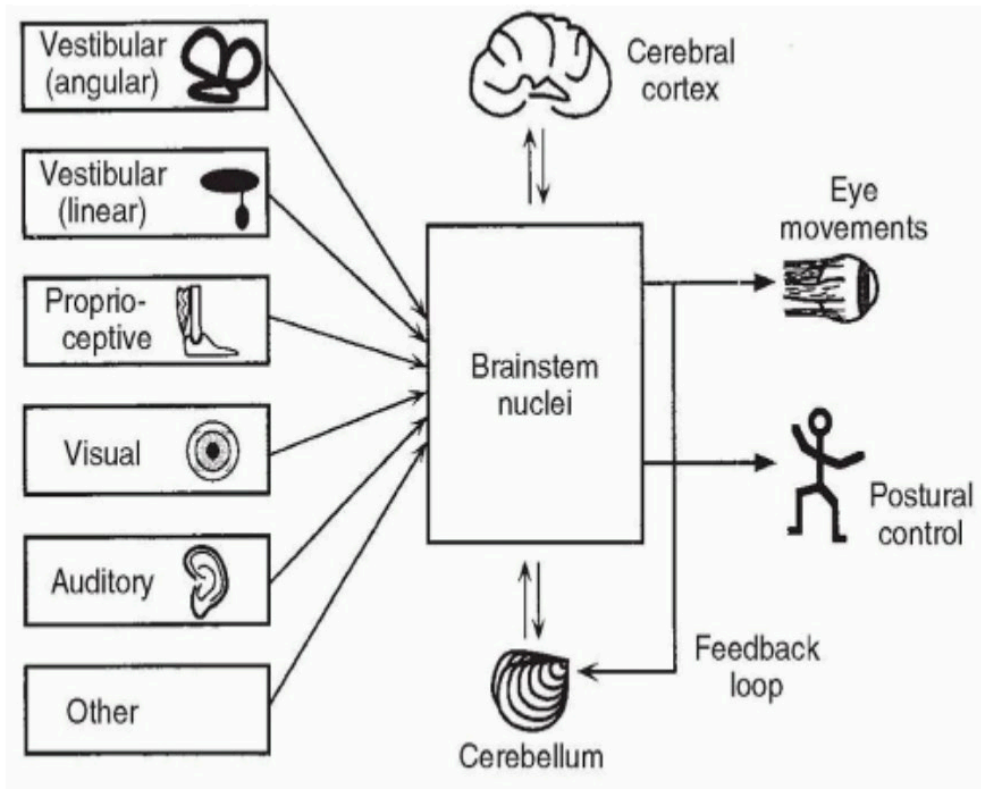 Vestibular
(angular)
Vestibular
(linear)
Proprio-
ceptive
Visual
Auditory
Other
Cerebral
cortex
Brainstem
nuclei
Cerebellum
Eye
movements
Postural
control
Feedback
loop